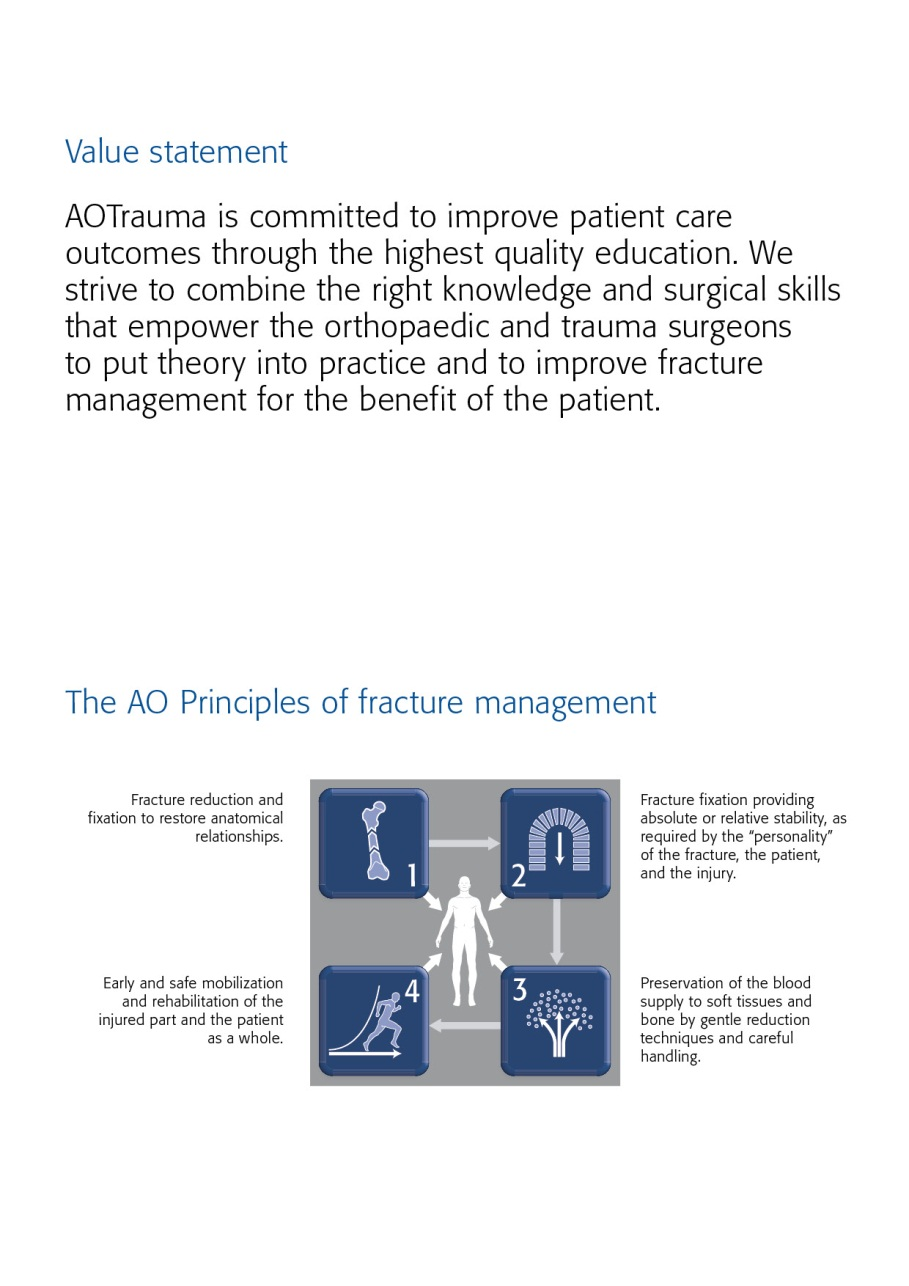 Value statement
AOTrauma is committed to improve patient care
outcomes through the highest quality education. We
strive to combine the right knowledge and surgical skills
that empower the orthopaedic and trauma surgeons
to put theory into practice and to improve fracture
management for the benefit of the patient.
The AO Principles of fracture management
Fracture reduction and
fixation to restore anatomical
relationships.
1
2
Fracture fixation providing
absolute or relative stability, as
required by the “personality”
of the fracture, the patient,
and the injury.
Early and safe mobilization
and rehabilitation of the
injured part and the patient
as a whole.
4
3
Preservation of the blood
supply to soft tissues and
bone by gentle reduction
techniques and careful
handling.